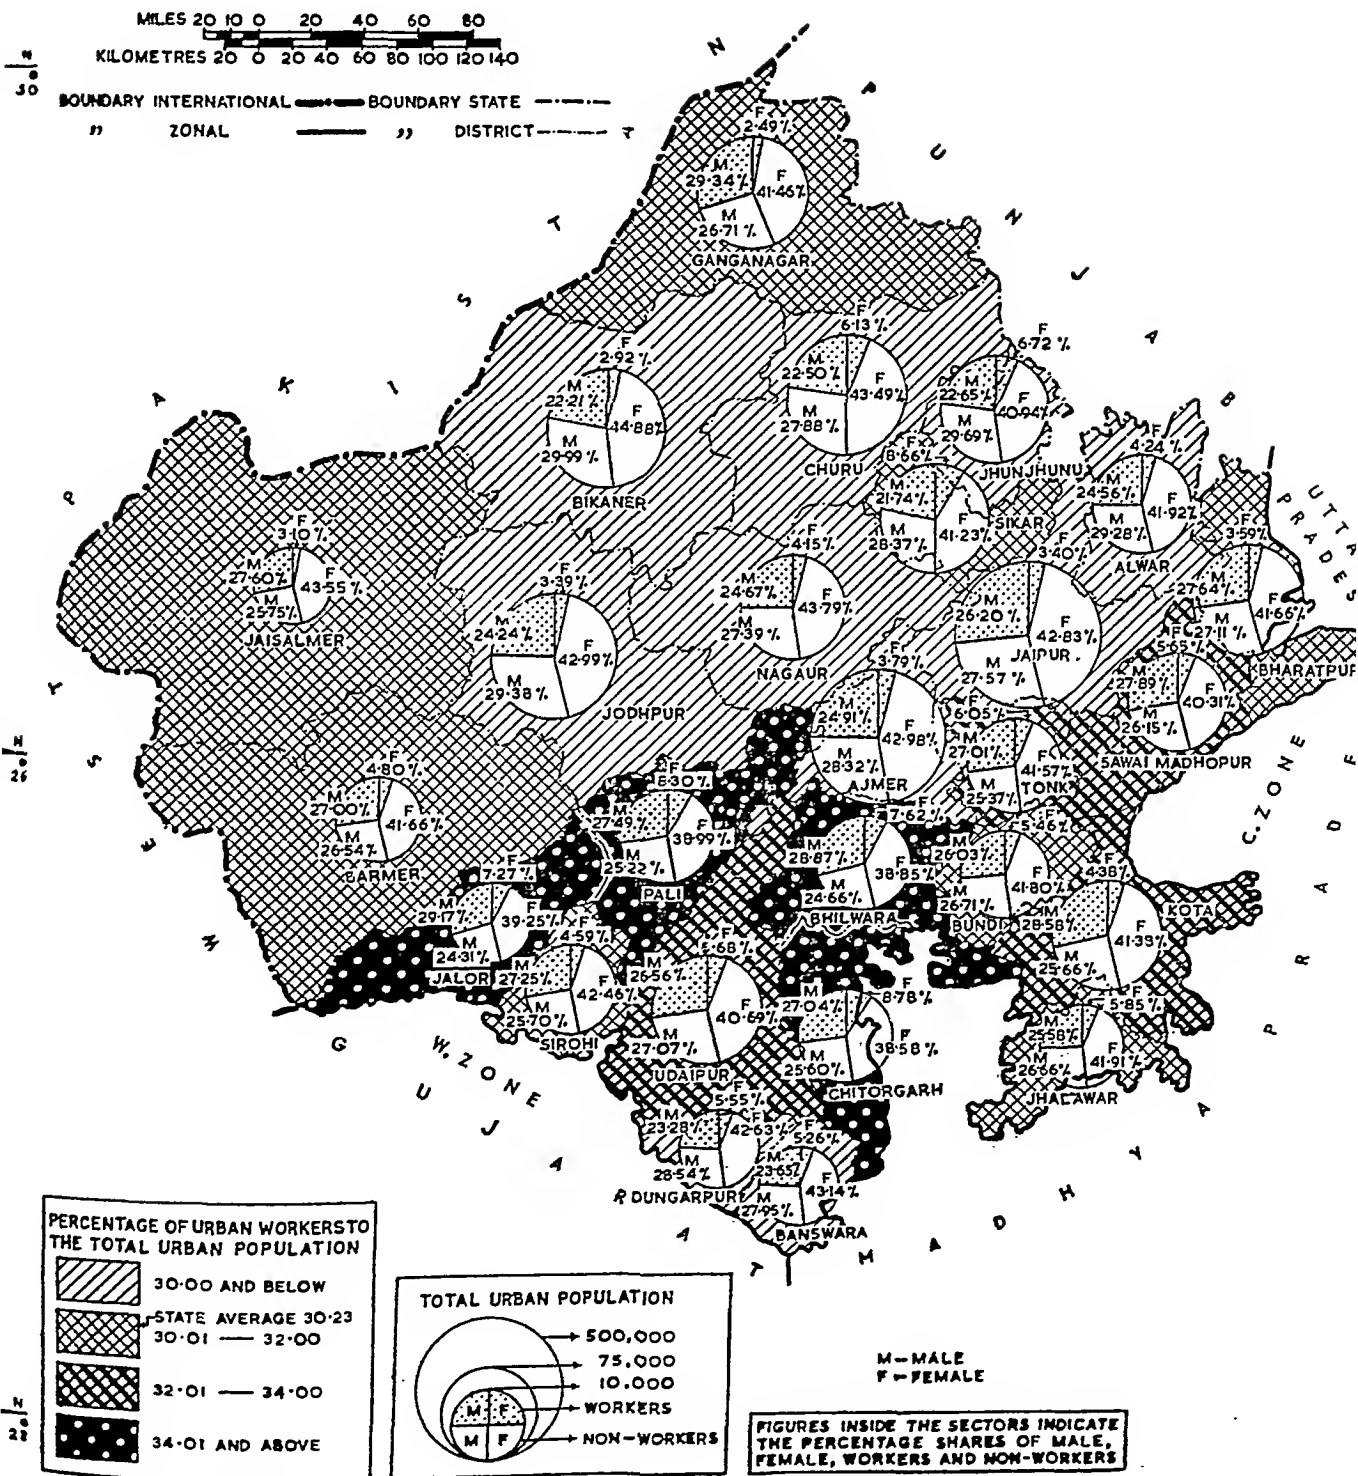 MILES 20 10 0 20 40 60 80
KILOMETRES 20 0 20 40 60 80 100 120 140
N
30
BOUNDARY INTERNATIONAL BOUNDARY STATE
" ZONAL " DISTRICT
N
PUNJAB
WEST PAKISTAN
F
2·49%
M
29·34%
F
41·46%
M
26·71%
GANGANAGAR
F
6·13%
M
22·50%
F
43·49%
M
27·88%
CHURU
F
6·72%
M
22·65%
F
40·94%
M
29·69%
JHUNJHUNU
F
2·92%
M
22·21%
F
44·88%
M
29·99%
BIKANER
F
8·66%
M
21·74%
F
41·23%
M
28·37%
SIKAR
F
4·24%
M
24·56%
F
41·92%
M
29·28%
ALWAR
UTTA
PRADES
F
3·59%
M
27·64%
F
41·66%
M
27·11%
BHARATPUR
F
3·10%
M
27·60%
F
43·55%
M
25·75%
JAISALMER
F
3·39%
M
24·24%
F
42·99%
M
29·38%
JODHPUR
F
4·15%
M
24·67%
F
43·79%
M
27·39%
NAGAUR
F
3·40%
M
26·20%
F
42·83%
M
27·57%
JAIPUR
F
5·65%
M
27·89%
F
40·31%
M
26·15%
SAWAI MADHOPUR
N
26
F
3·79%
M
24·91%
F
42·98%
M
28·32%
AJMER
F
6·05%
M
27·01%
F
41·57%
M
25·37%
TONK
C. ZONE
F
4·80%
M
27·00%
F
41·66%
M
26·54%
BARMER
F
8·30%
M
27·49%
F
38·99%
M
25·22%
PALI
F
7·62%
M
28·87%
F
38·85%
M
24·66%
BHILWARA
F
5·46%
M
26·03%
F
41·80%
M
26·71%
BUNDI
F
4·38%
M
28·58%
F
41·39%
M
25·66%
KOTA
F
7·27%
M
29·17%
F
39·25%
M
24·31%
JALOR
F
4·59%
M
27·25%
F
42·46%
M
25·70%
SIROHI
F
5·68%
M
26·56%
F
40·69%
M
27·07%
UDAIPUR
F
8·78%
M
27·04%
F
38·58%
M
25·60%
CHITORGARH
F
5·85%
M
25·58%
F
41·91%
M
26·66%
JHALAWAR
W. ZONE
GUJARAT
F
5·55%
M
23·28%
F
42·63%
M
28·54%
DUNGARPUR
F
5·26%
M
23·65%
F
43·14%
M
27·95%
BANSWARA
MADHYA PRADE
PERCENTAGE OF URBAN WORKERS TO
THE TOTAL URBAN POPULATION
30·00 AND BELOW
STATE AVERAGE 30·23
30·01 — 32·00
32·01 — 34·00
34·01 AND ABOVE
TOTAL URBAN POPULATION
500,000
75.000
10.000
M F WORKERS
M F NON-WORKERS
M—MALE
F—FEMALE
FIGURES INSIDE THE SECTORS INDICATE
THE PERCENTAGE SHARES OF MALE,
FEMALE, WORKERS AND NON-WORKERS